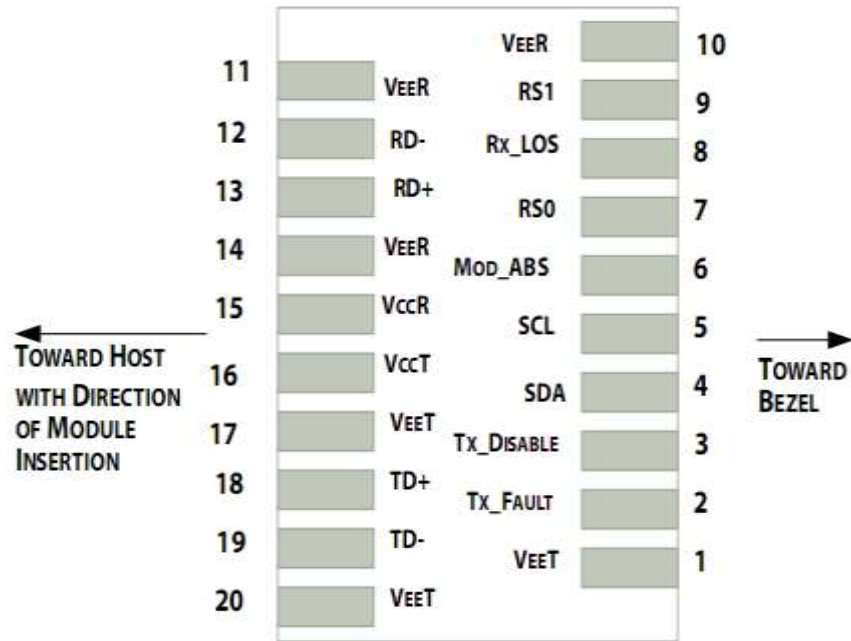 11 VEER
12 RD-
13 RD+
14 VEER
15 VCCR
16 VCCT
17 VEET
18 TD+
19 TD-
20 VEET
VEER 10
RS1 9
RX_LOS 8
RS0 7
MOD_ABS 6
SCL 5
SDA 4
TX_DISABLE 3
TX_FAULT 2
VEET 1
TOWARD HOST
WITH DIRECTION
OF MODULE
INSERTION
TOWARD
BEZEL